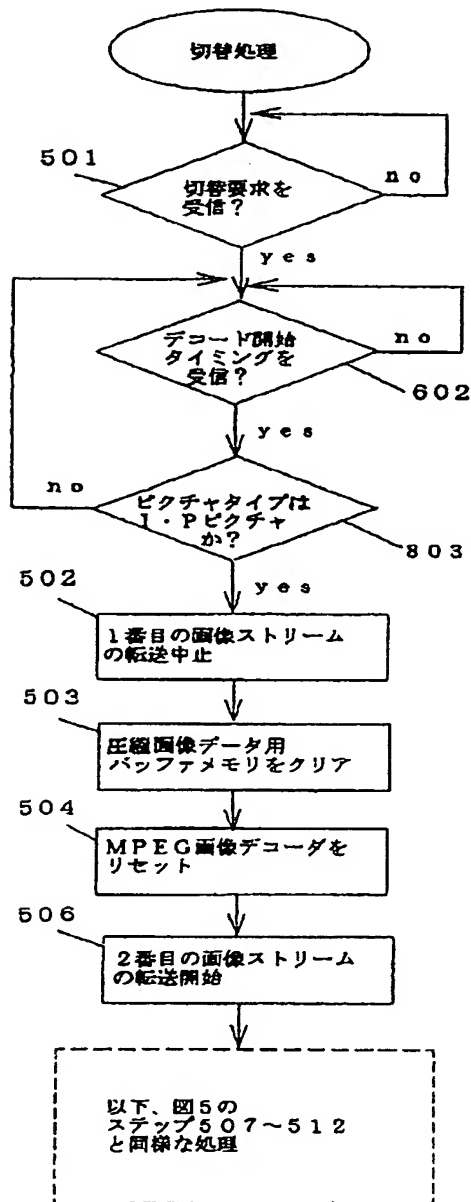 切替処理
501
切替要求を
受信？
no
yes
デコード開始
タイミングを
受信？
no
602
yes
no
ピクチャタイプは
I・Pピクチャ
か？
803
yes
502
1番目の画像ストリーム
の転送中止
503
圧縮画像データ用
バッファメモリをクリア
504
MPEG画像デコーダを
リセット
506
2番目の画像ストリーム
の転送開始
以下、図5の
ステップ507～512
と同様な処理